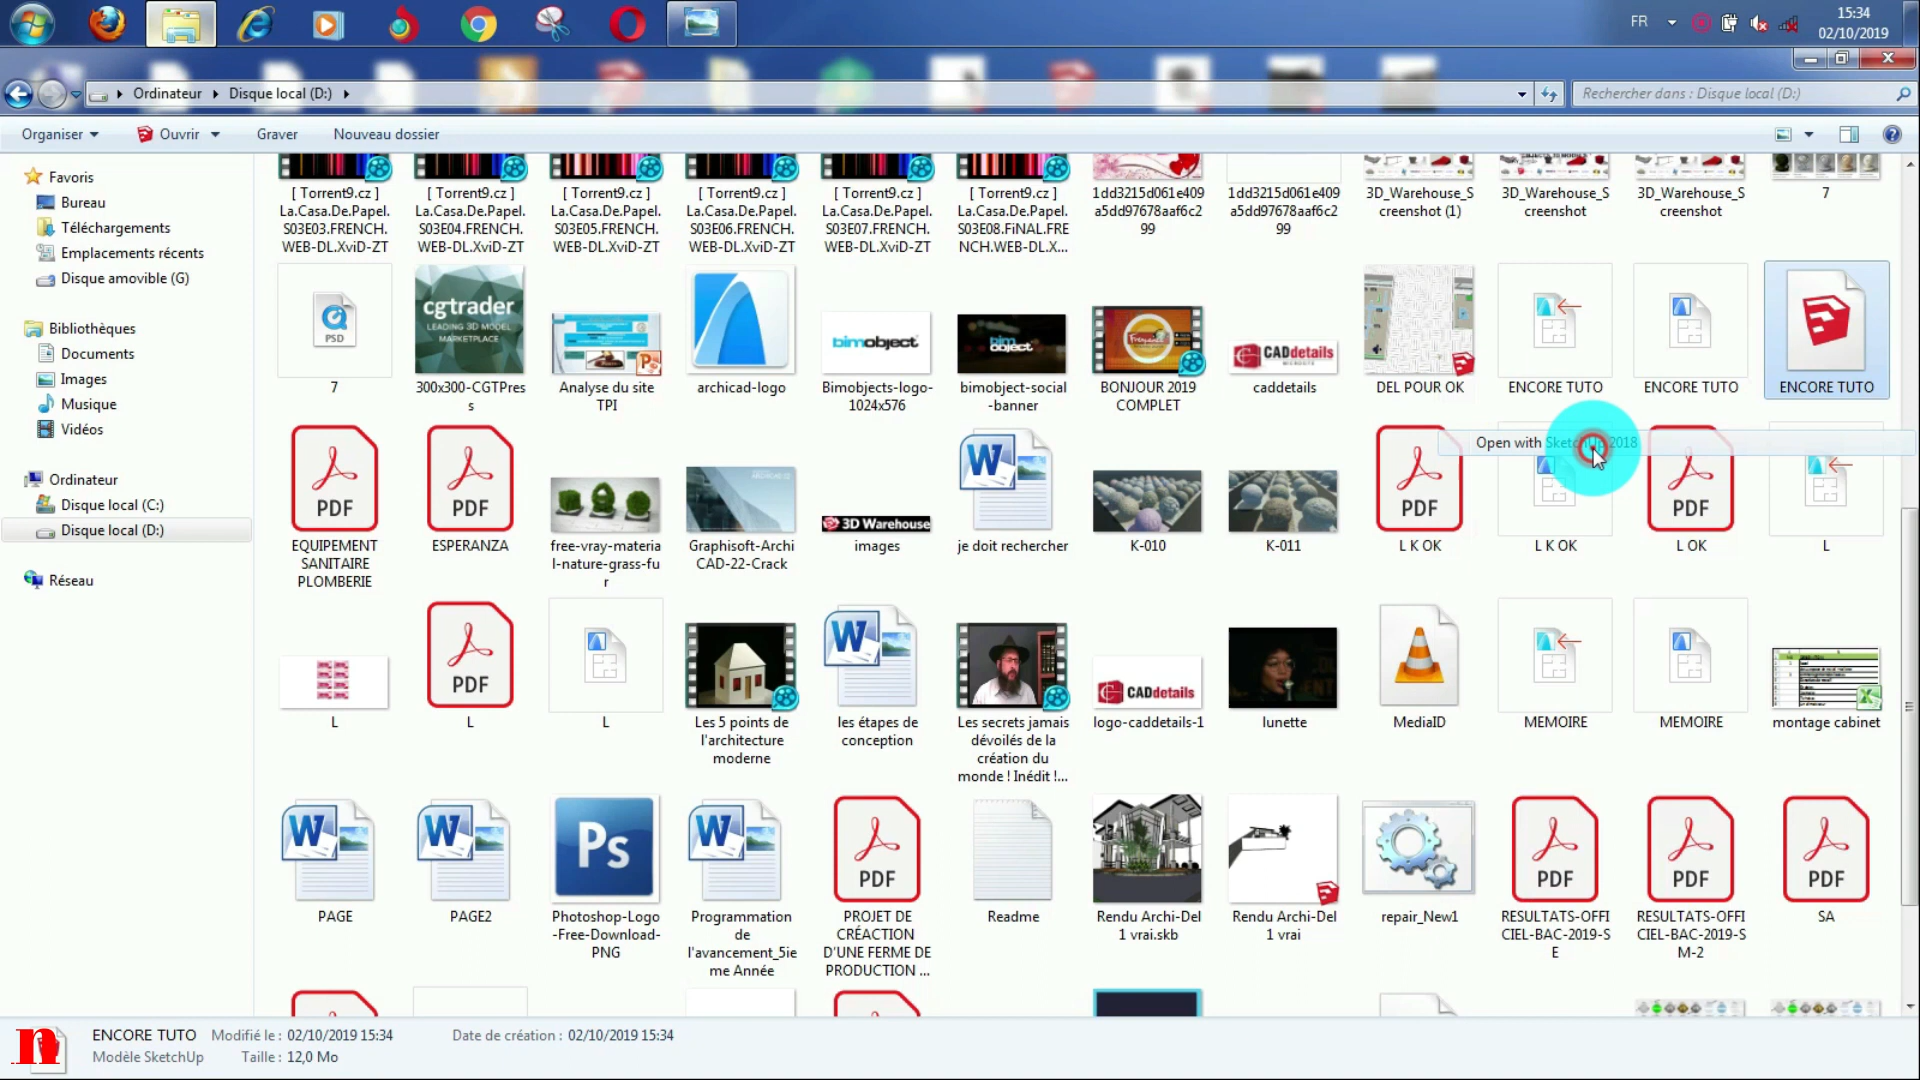 FR
15:34
02/10/2019
Ordinateur
Disque local (D:)
Rechercher dans : Disque local (D:)
Organiser
Ouvrir
Graver
Nouveau dossier
Favoris
Bureau
Téléchargements
Emplacements récents
Disque amovible (G)
Bibliothèques
Documents
Images
Musique
Vidéos
Ordinateur
Disque local (C:)
Disque local (D:)
Réseau
[ Torrent9.cz ]
La.Casa.De.Papel.
S03E03.FRENCH.
WEB-DL.XviD-ZT
[ Torrent9.cz ]
La.Casa.De.Papel.
S03E04.FRENCH.
WEB-DL.XviD-ZT
[ Torrent9.cz ]
La.Casa.De.Papel.
S03E05.FRENCH.
WEB-DL.XviD-ZT
[ Torrent9.cz ]
La.Casa.De.Papel.
S03E06.FRENCH.
WEB-DL.XviD-ZT
[ Torrent9.cz ]
La.Casa.De.Papel.
S03E07.FRENCH.
WEB-DL.XviD-ZT
[ Torrent9.cz ]
La.Casa.De.Papel.
S03E08.FiNAL.FRE
NCH.WEB-DL.X...
1dd3215d061e409
a5dd97678aaf6c2
99
1dd3215d061e409
a5dd97678aaf6c2
99
3D_Warehouse_S
creenshot (1)
3D_Warehouse_S
creenshot
3D_Warehouse_S
creenshot
7
PSD
7
cgtrader
LEADING 3D MODEL
MARKETPLACE
300x300-CGTPres
s
Analyse du site
TPI
archicad-logo
bimobject
Bimobjects-logo-
1024x576
bim
object
bimobject-social
-banner
BONJOUR 2019
COMPLET
CADdetails
caddetails
DEL POUR OK
ENCORE TUTO
ENCORE TUTO
ENCORE TUTO
Open with SketchUp 2018
PDF
EQUIPEMENT
SANITAIRE
PLOMBERIE
PDF
ESPERANZA
free-vray-materia
l-nature-grass-fu
r
Graphisoft-Archi
CAD-22-Crack
3D Warehouse
images
W
je doit rechercher
K-010
K-011
PDF
L K OK
L K OK
PDF
L OK
L
L
PDF
L
L
Les 5 points de
l'architecture
moderne
W
les étapes de
conception
Les secrets jamais
dévoilés de la
création du
monde ! Inédit !...
CADdetails
logo-caddetails-1
lunette
MediaID
MEMOIRE
MEMOIRE
montage cabinet
W
PAGE
W
PAGE2
Ps
Photoshop-Logo
-Free-Download-
PNG
W
Programmation
de
l'avancement_5ie
me Année
PDF
PROJET DE
CRÉACTION
D'UNE FERME DE
PRODUCTION ...
Readme
Rendu Archi-Del
1 vrai.skb
Rendu Archi-Del
1 vrai
repair_New1
PDF
RESULTATS-OFFI
CIEL-BAC-2019-S
E
PDF
RESULTATS-OFFI
CIEL-BAC-2019-S
M-2
PDF
SA
n
ENCORE TUTO
Modifié le : 02/10/2019 15:34
Date de création : 02/10/2019 15:34
Modèle SketchUp
Taille : 12,0 Mo